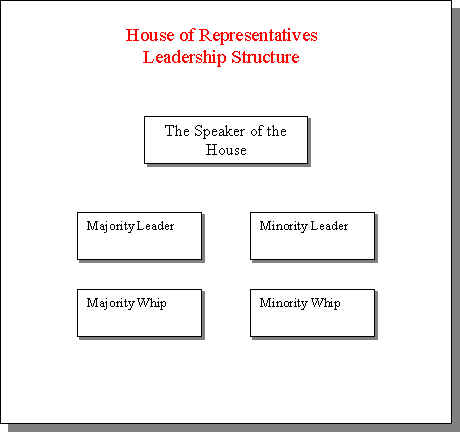 House of Representatives
Leadership Structure
The Speaker of the
House
Majority Leader
Minority Leader
Majority Whip
Minority Whip